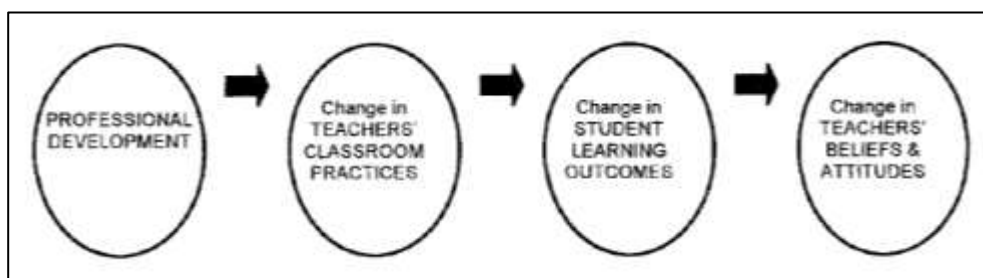 PROFESSIONAL
DEVELOPMENT
Change in
TEACHERS'
CLASSROOM
PRACTICES
Change in
STUDENT
LEARNING
OUTCOMES
Change in
TEACHERS'
BELIEFS &
ATTITUDES